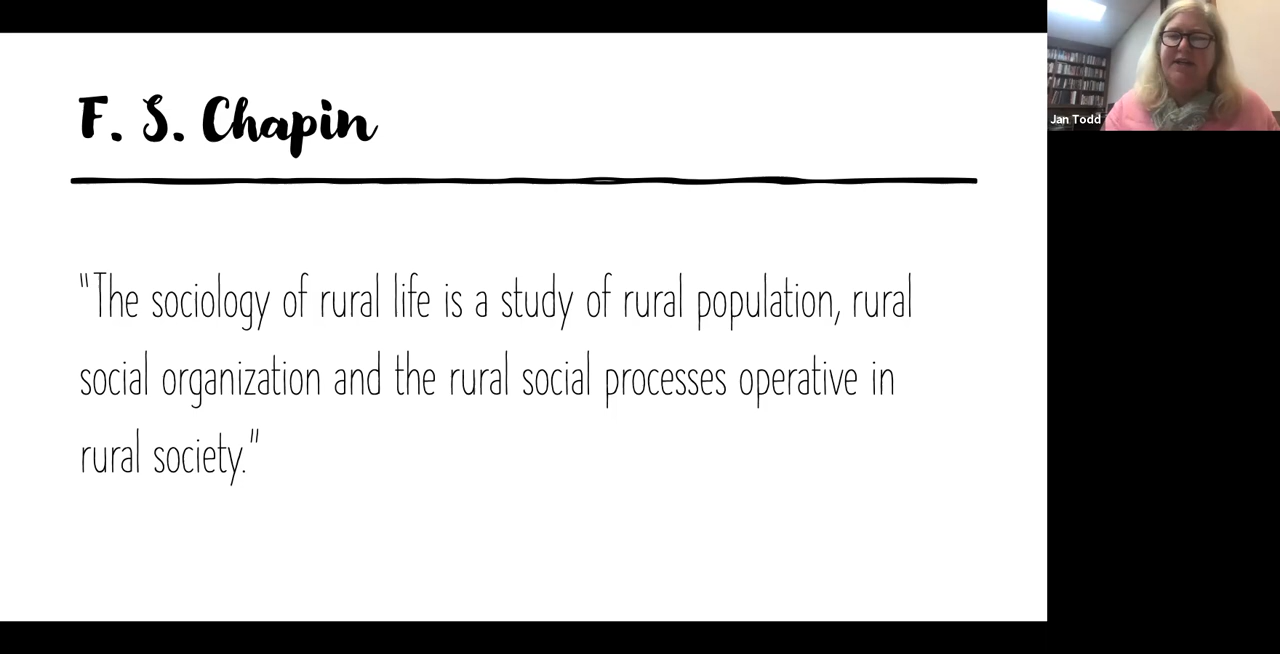 F. S. Chapin
"The sociology of rural life is a study of rural population, rural
social organization and the rural social processes operative in
rural society."
Jan Todd